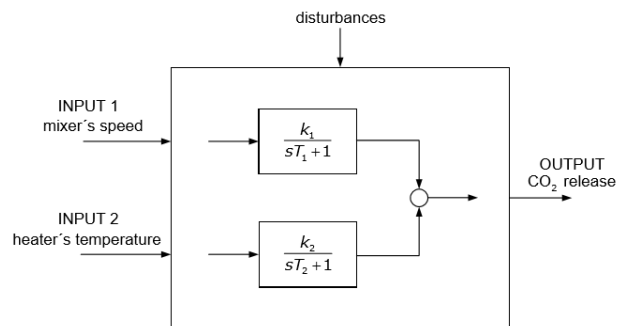 disturbances
INPUT 1
mixer´s speed
k₁
sT₁+1
OUTPUT
CO₂ release
INPUT 2
heater´s temperature
k₂
sT₂+1